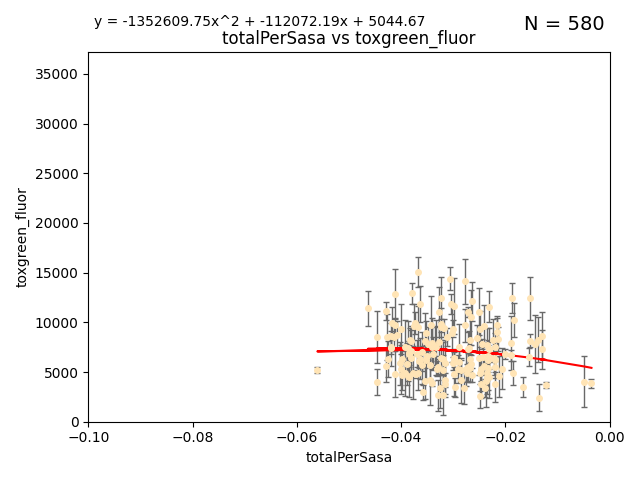 y = -1352609.75x^2 + -112072.19x + 5044.67
N = 580
totalPerSasa vs toxgreen_fluor
35000
30000
25000
20000
15000
10000
5000
0
toxgreen_fluor
−0.10
−0.08
−0.06
−0.04
−0.02
0.00
totalPerSasa